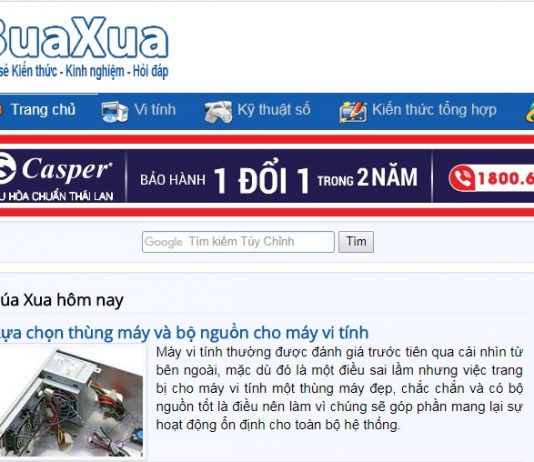 BuaXua
sẻ Kiến thức - Kinh nghiệm - Hỏi đáp
Trang chủ Vi tính Kỹ thuật số Kiến thức tổng hợp
Casper®
U HÒA CHUẨN THÁI LAN
BẢO HÀNH 1 ĐỔI 1 TRONG 2 NĂM
1800.6
Google Tìm kiếm Tùy Chỉnh Tìm
úa Xua hôm nay
ựa chọn thùng máy và bộ nguồn cho máy vi tính
Máy vi tính thường được đánh giá trước tiên qua cái nhìn từ
bên ngoài, mặc dù đó là một điều sai lầm nhưng việc trang
bị cho máy vi tính một thùng máy đẹp, chắc chắn và có bộ
nguồn tốt là điều nên làm vì chúng sẽ góp phần mang lại sự
hoạt động ổn định cho toàn bộ hệ thống.